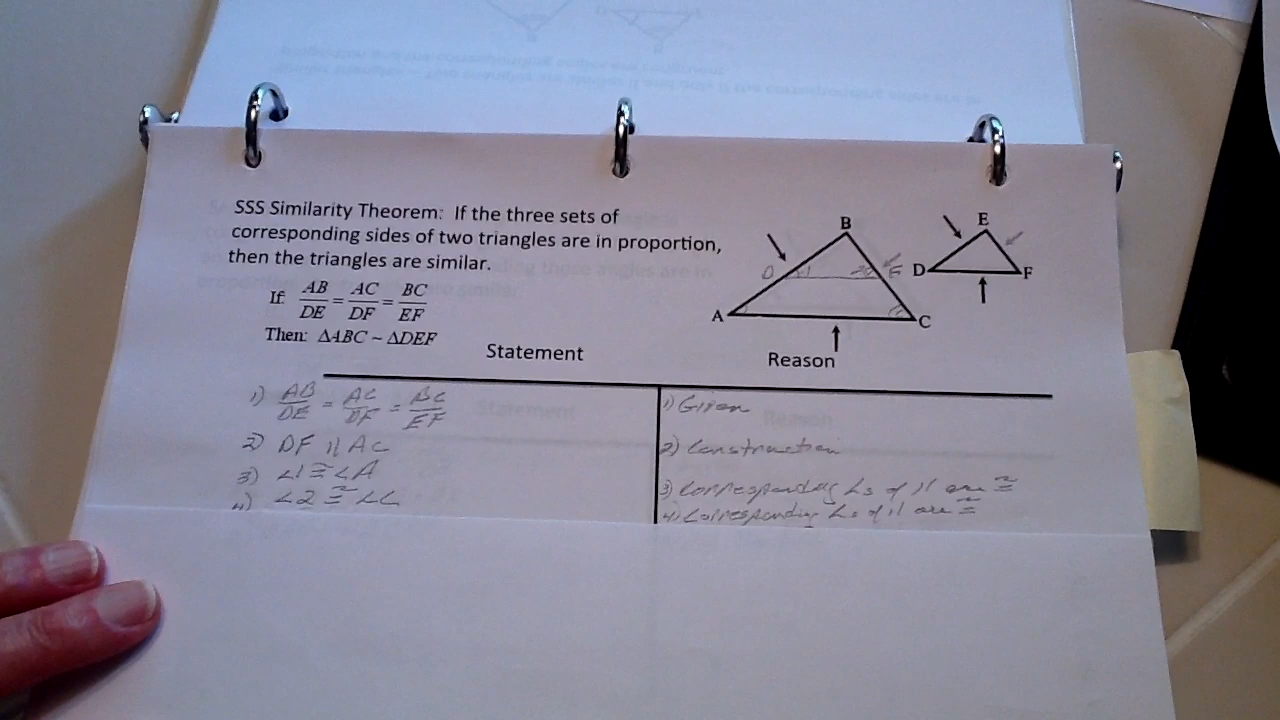 SSS Similarity Theorem: If the three sets of
corresponding sides of two triangles are in proportion,
then the triangles are similar.
If: AB/DE = AC/DF = BC/EF
Then: ΔABC ~ ΔDEF
B
D 1 2 F
A C
E
D F
Statement Reason
1) AB/DE = AC/DF = BC/EF 1) Given
2) DF || AC 2) Construction
3) ∠1 ≅ ∠A 3) Corresponding ∠s of || are ≅
4) ∠2 ≅ ∠C 4) Corresponding ∠s of || are ≅